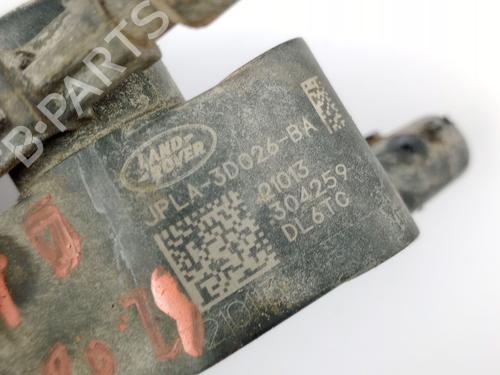 B-PARTS
LAND-
ROVER
JPLA-3D026-BA
21013
304259
DL6TC